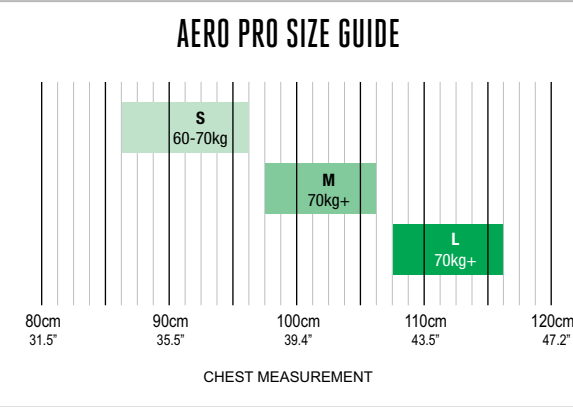 AERO PRO SIZE GUIDE
S
60-70kg
M
70kg+
L
70kg+
80cm 90cm 100cm 110cm 120cm
31.5” 35.5” 39.4” 43.5” 47.2”
CHEST MEASUREMENT